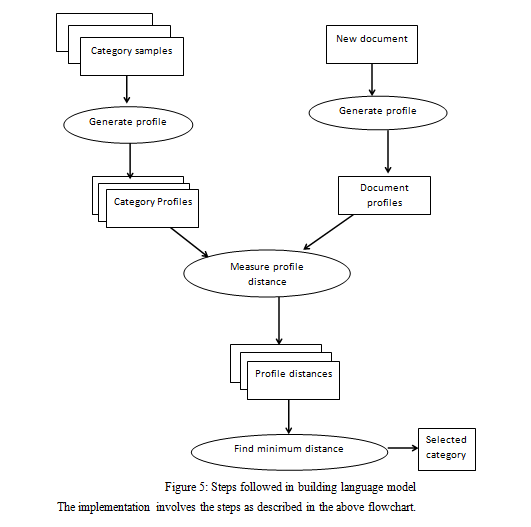 Category samples
New document
Generate profile
Generate profile
Category Profiles
Document
profiles
Measure profile
distance
Profile distances
Find minimum distance
Selected
category
Figure 5: Steps followed in building language model
The implementation involves the steps as described in the above flowchart.